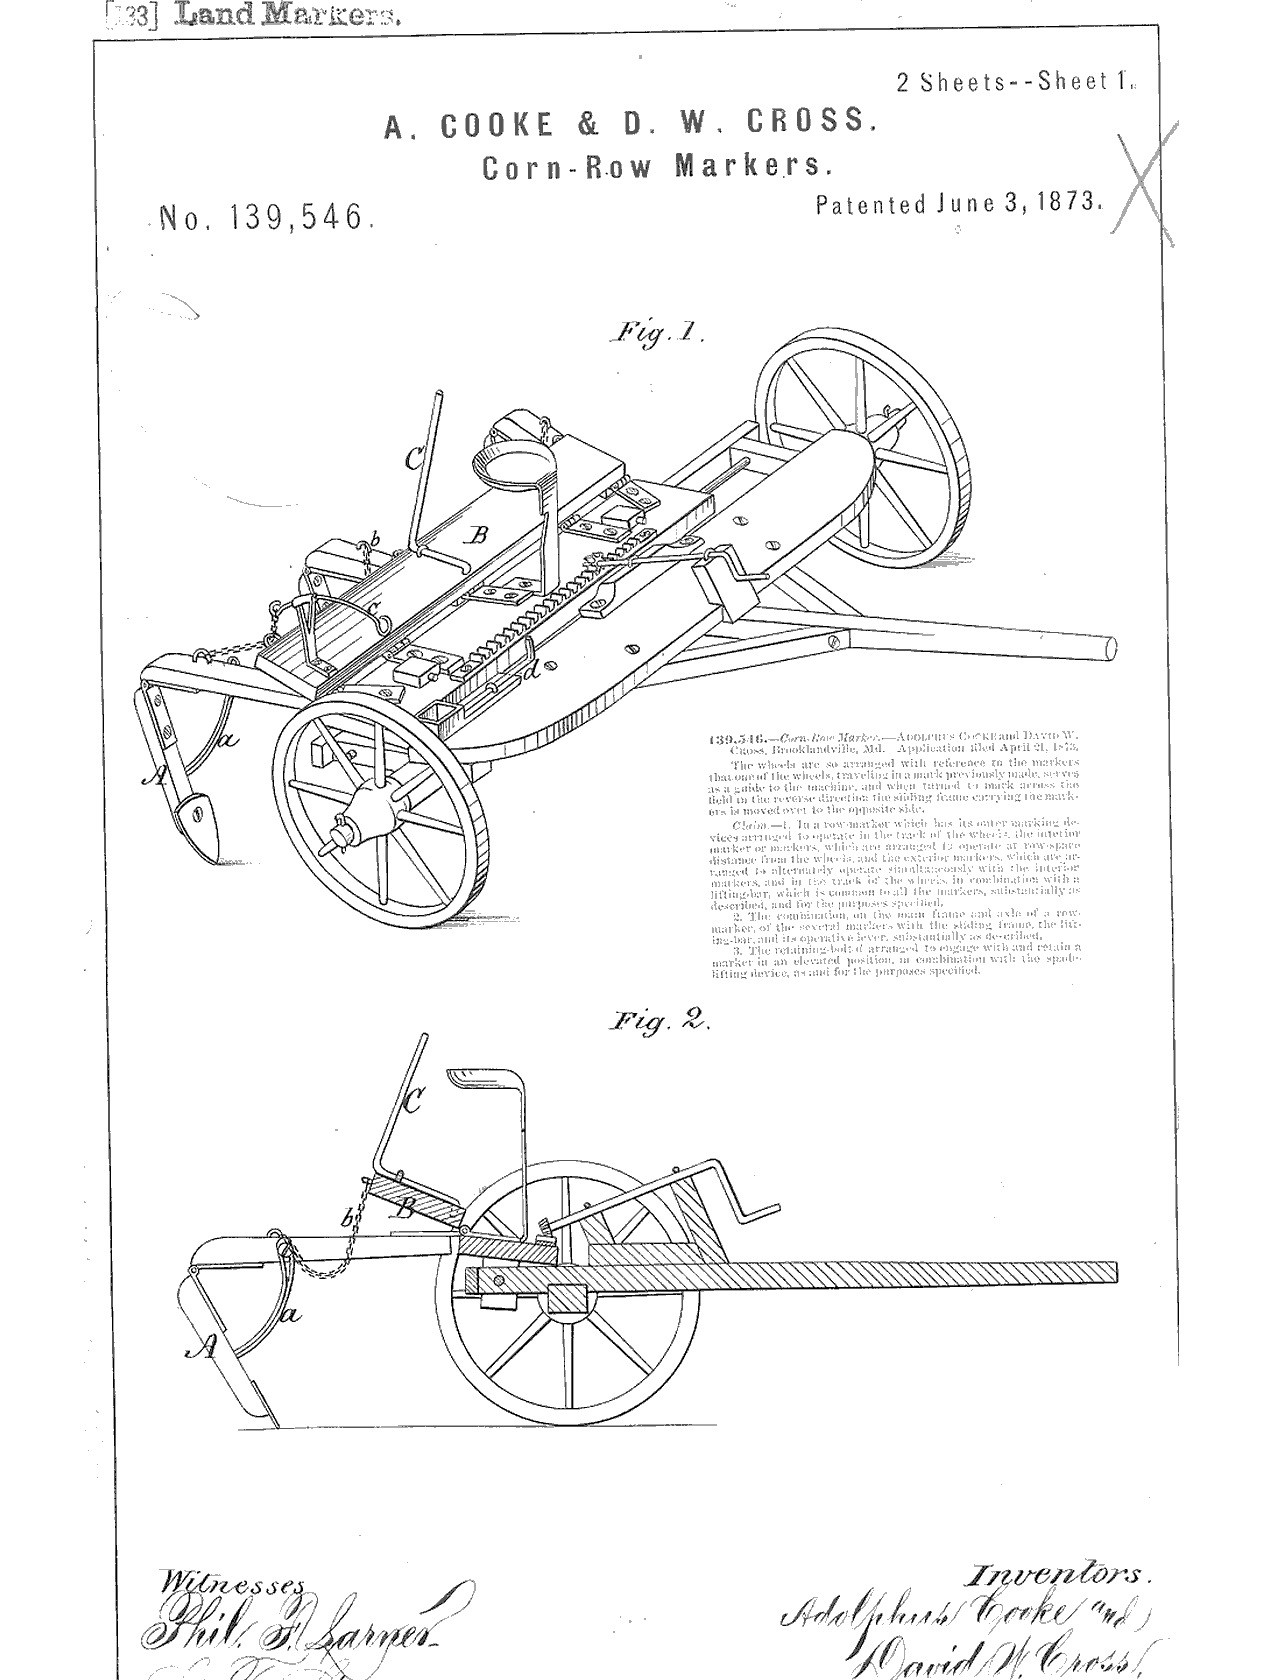 [133] Land Markers.
2 Sheets--Sheet 1.
A. COOKE & D. W. CROSS.
Corn-Row Markers.
No. 139,546.
Patented June 3, 1873.
Fig. 1.
C
B
b
c
d
a
A
139,546.—Corn-Row Marker.—ADOLPHUS COOKE and DAVID W.
CROSS, Brooklandville, Md. Application filed April 21, 1873.
The wheels are so arranged with reference to the markers
that one of the wheels, traveling in a mark previously made, serves
as a guide to the machine, and when turned to mark across the
field in the reverse direction the sliding frame carrying the mark-
ers is moved over to the opposite side.
Claim.—1. In a row-marker which has its outer marking de-
vices arranged to operate in the track of the wheels, the interior
marker or markers, which are arranged to operate at row-space
distance from the wheels, and the exterior markers, which are ar-
ranged to alternately operate simultaneously with the interior
markers, and in the track of the wheels, in combination with a
lifting-bar, which is common to all the markers, substantially as
described, and for the purposes specified.
2. The combination, on the main frame and axle of a row-
marker, of the several markers with the sliding frame, the lift-
ing-bar, and its operative lever, substantially as described.
3. The retaining-bolt d arranged to engage with and retain a
marker in an elevated position, in combination with the spade-
lifting device, as and for the purposes specified.
Fig. 2.
C
B
b
a
A
Witnesses
Phil. F. Larner
Inventors.
Adolphus Cooke and
David W. Cross.